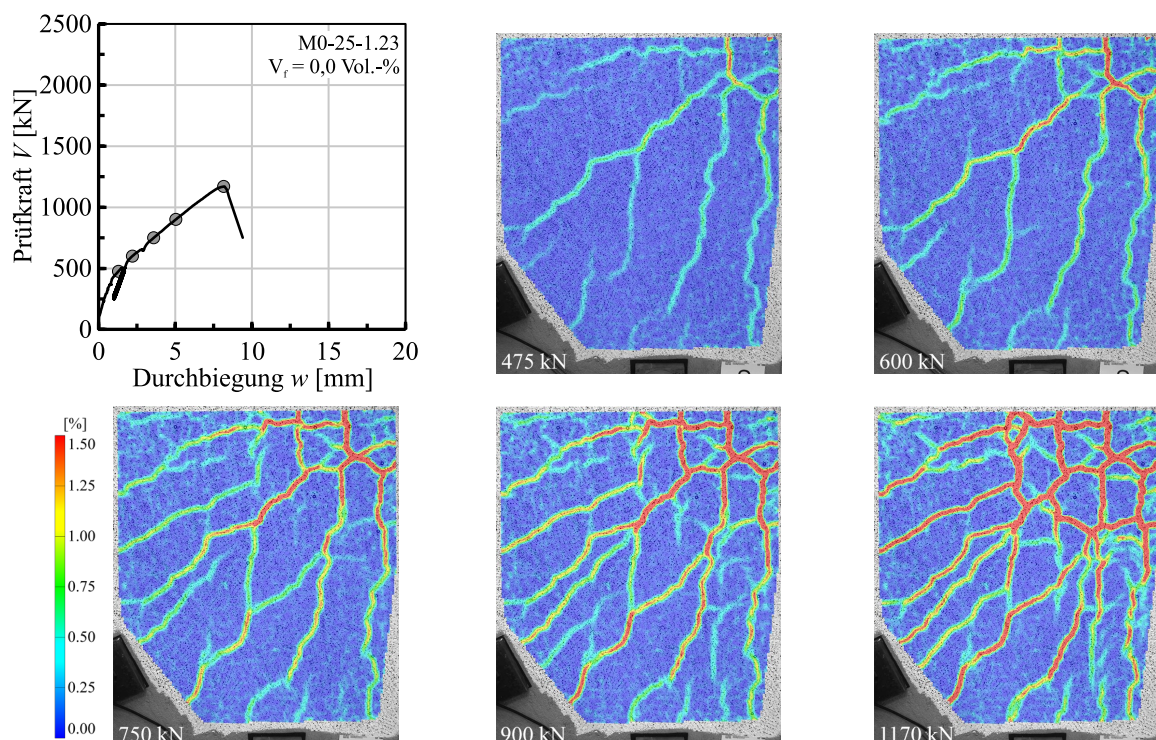 2500
2000
1500
1000
500
0
Prüfkraft V [kN]
M0-25-1.23
V_f = 0,0 Vol.-%
0 5 10 15 20
Durchbiegung w [mm]
475 kN
600 kN
[%]
1.50
1.25
1.00
0.75
0.50
0.25
0.00
750 kN
900 kN
1170 kN